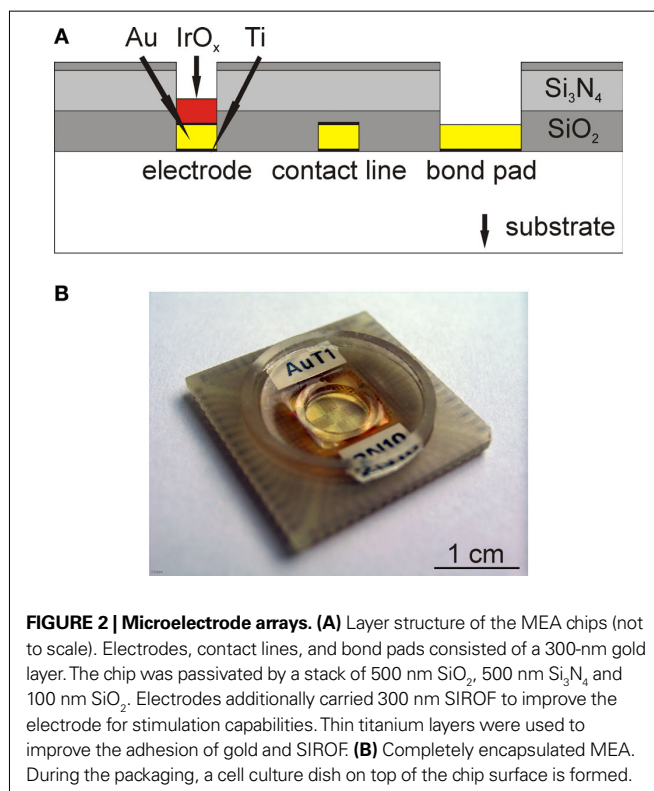 A
Au IrOₓ Ti
Si₃N₄
SiO₂
electrode contact line bond pad
substrate
B
AuT1
1 cm
FIGURE 2 | Microelectrode arrays. (A) Layer structure of the MEA chips (not
to scale). Electrodes, contact lines, and bond pads consisted of a 300-nm gold
layer. The chip was passivated by a stack of 500 nm SiO₂, 500 nm Si₃N₄ and
100 nm SiO₂. Electrodes additionally carried 300 nm SIROF to improve the
electrode for stimulation capabilities. Thin titanium layers were used to
improve the adhesion of gold and SIROF. (B) Completely encapsulated MEA.
During the packaging, a cell culture dish on top of the chip surface is formed.